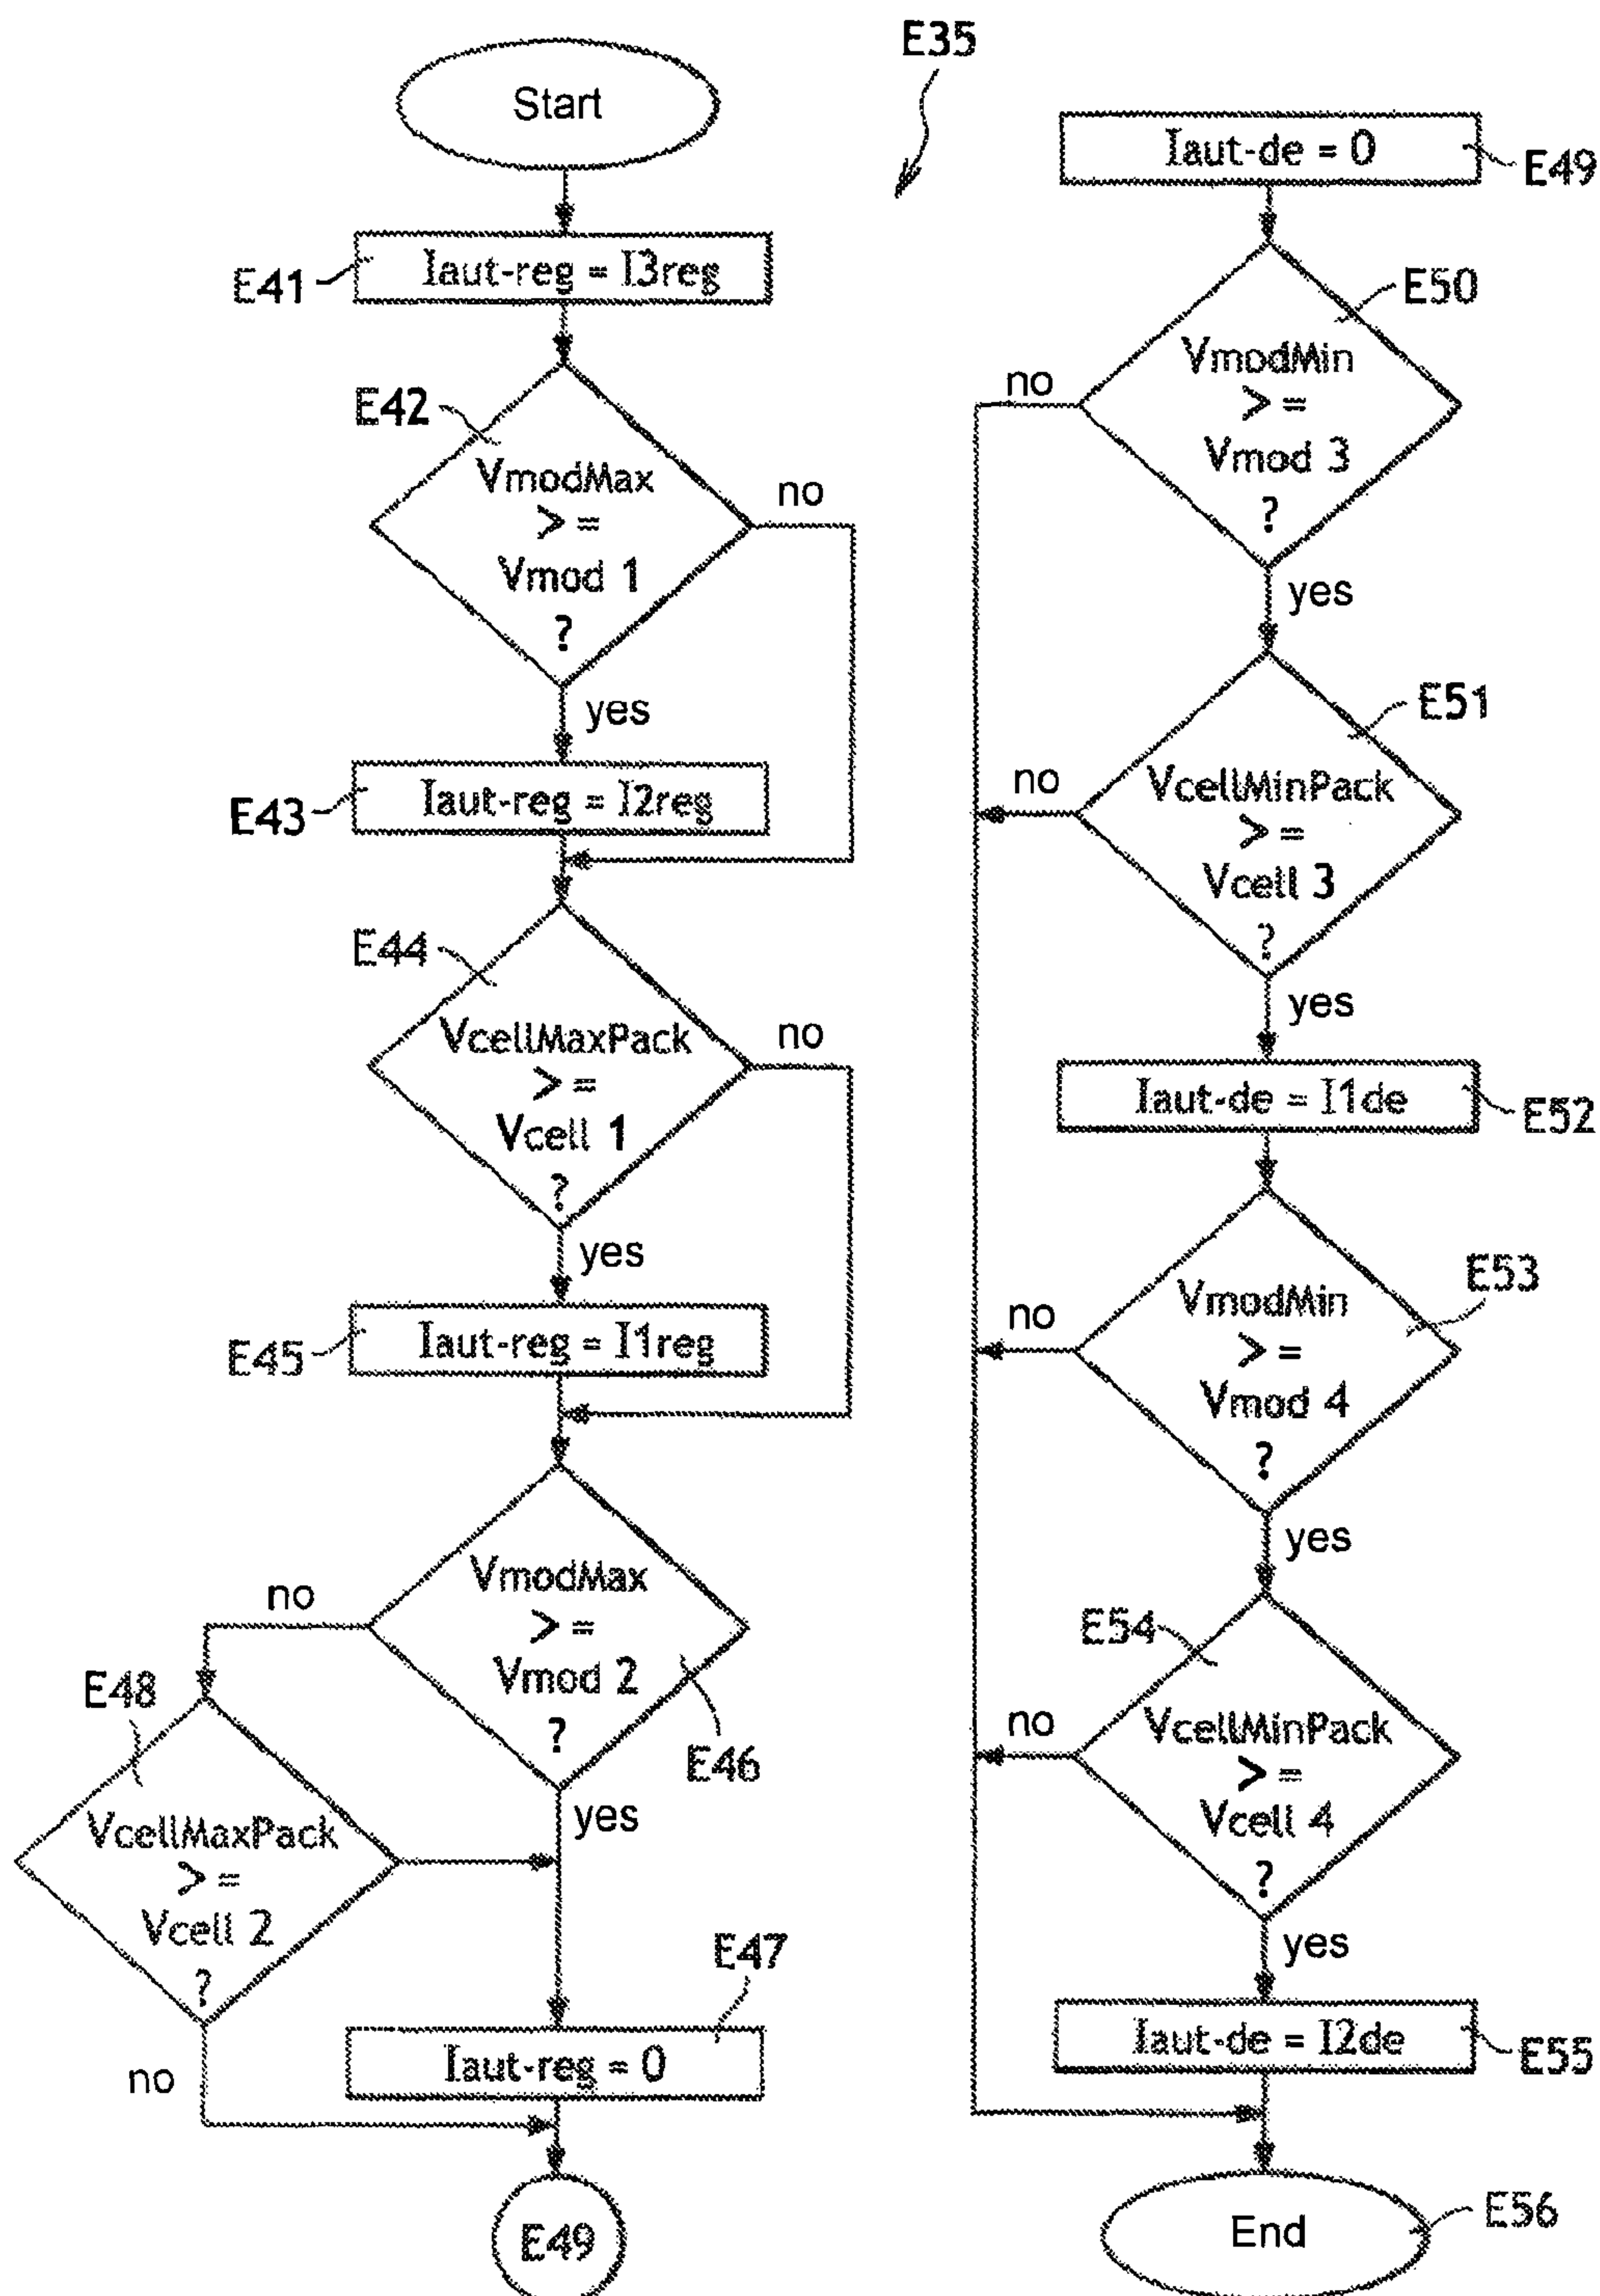 Start
E35
E41
Iaut-reg = I3reg
E42
VmodMax
> =
Vmod 1
?
no
yes
E43
Iaut-reg = I2reg
E44
VcellMaxPack
> =
Vcell 1
?
no
yes
E45
Iaut-reg = I1reg
VmodMax
> =
Vmod 2
?
no
E46
yes
E48
VcellMaxPack
> =
Vcell 2
?
no
E47
Iaut-reg = 0
E49
Iaut-de = 0
E49
E50
VmodMin
> =
Vmod 3
?
no
yes
E51
VcellMinPack
> =
Vcell 3
?
no
yes
Iaut-de = I1de
E52
E53
VmodMin
> =
Vmod 4
?
no
yes
E54
VcellMinPack
> =
Vcell 4
?
no
yes
Iaut-de = I2de
E55
End
E56